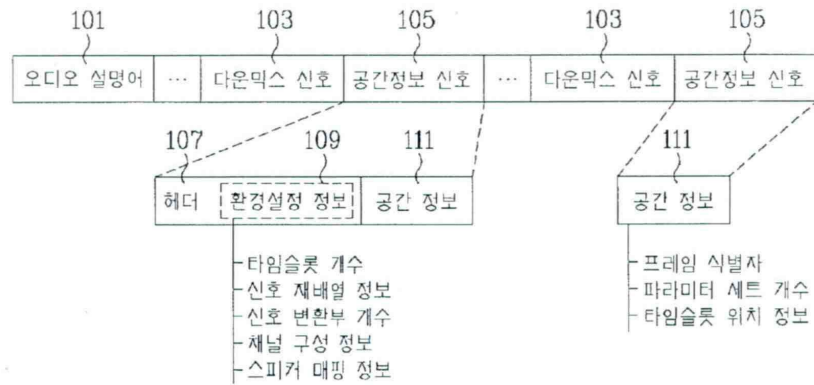 101 103 105 103 105
오디오 설명어 ... 다운믹스 신호 공간정보 신호 ... 다운믹스 신호 공간정보 신호
107 109 111 111
헤더 환경설정 정보 공간 정보 공간 정보
타임슬롯 개수
신호 재배열 정보
신호 변환부 개수
채널 구성 정보
스피커 매핑 정보
프레임 식별자
파라미터 세트 개수
타임슬롯 위치 정보